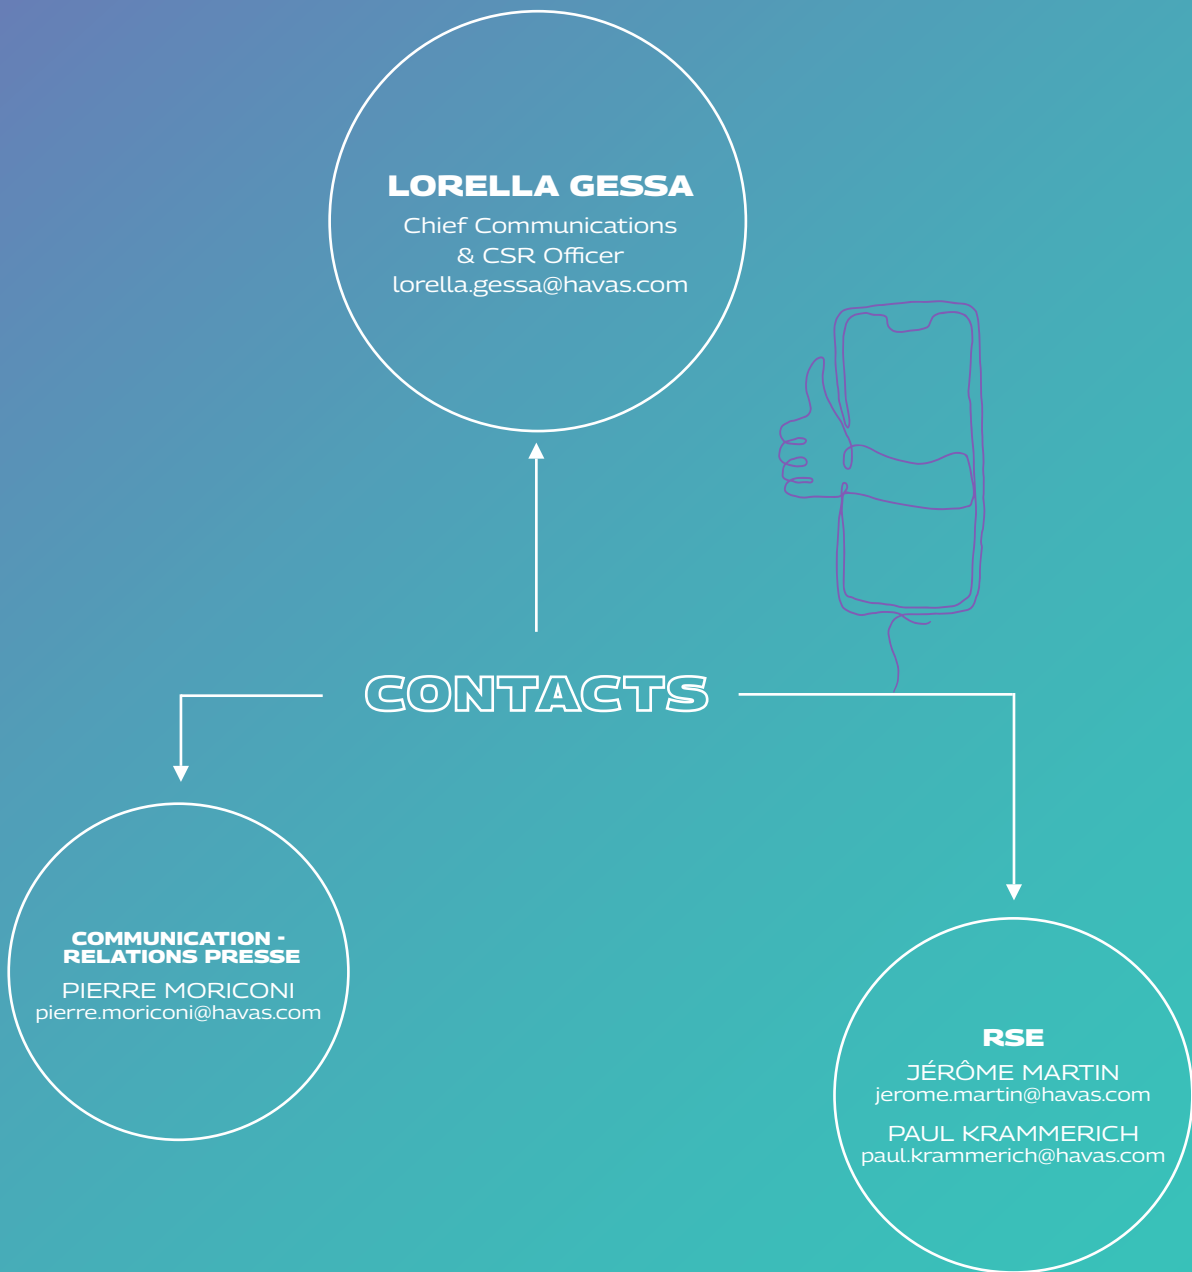 LORELLA GESSA
Chief Communications
& CSR Officer
lorella.gessa@havas.com
CONTACTS
COMMUNICATION -
RELATIONS PRESSE
PIERRE MORICONI
pierre.moriconi@havas.com
RSE
JÉRÔME MARTIN
jerome.martin@havas.com
PAUL KRAMMERICH
paul.krammerich@havas.com